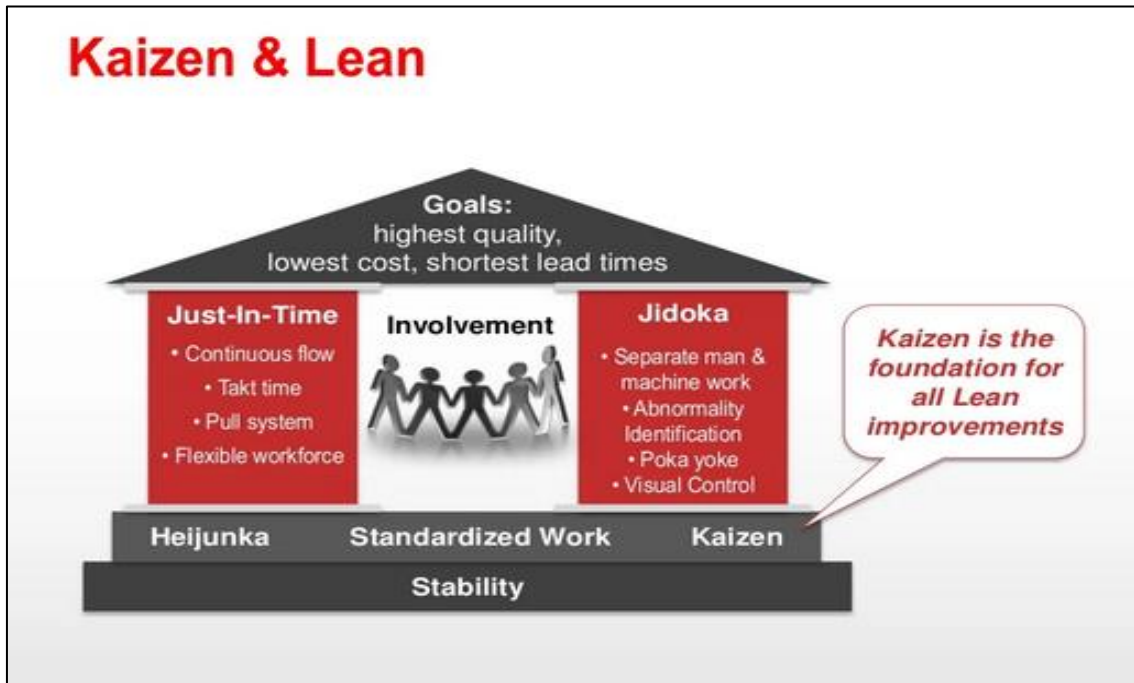 Kaizen & Lean
Goals:
highest quality,
lowest cost, shortest lead times
Just-In-Time
• Continuous flow
• Takt time
• Pull system
• Flexible workforce
Involvement
Jidoka
• Separate man &
machine work
• Abnormality
Identification
• Poka yoke
• Visual Control
Kaizen is the
foundation for
all Lean
improvements
Heijunka Standardized Work Kaizen
Stability